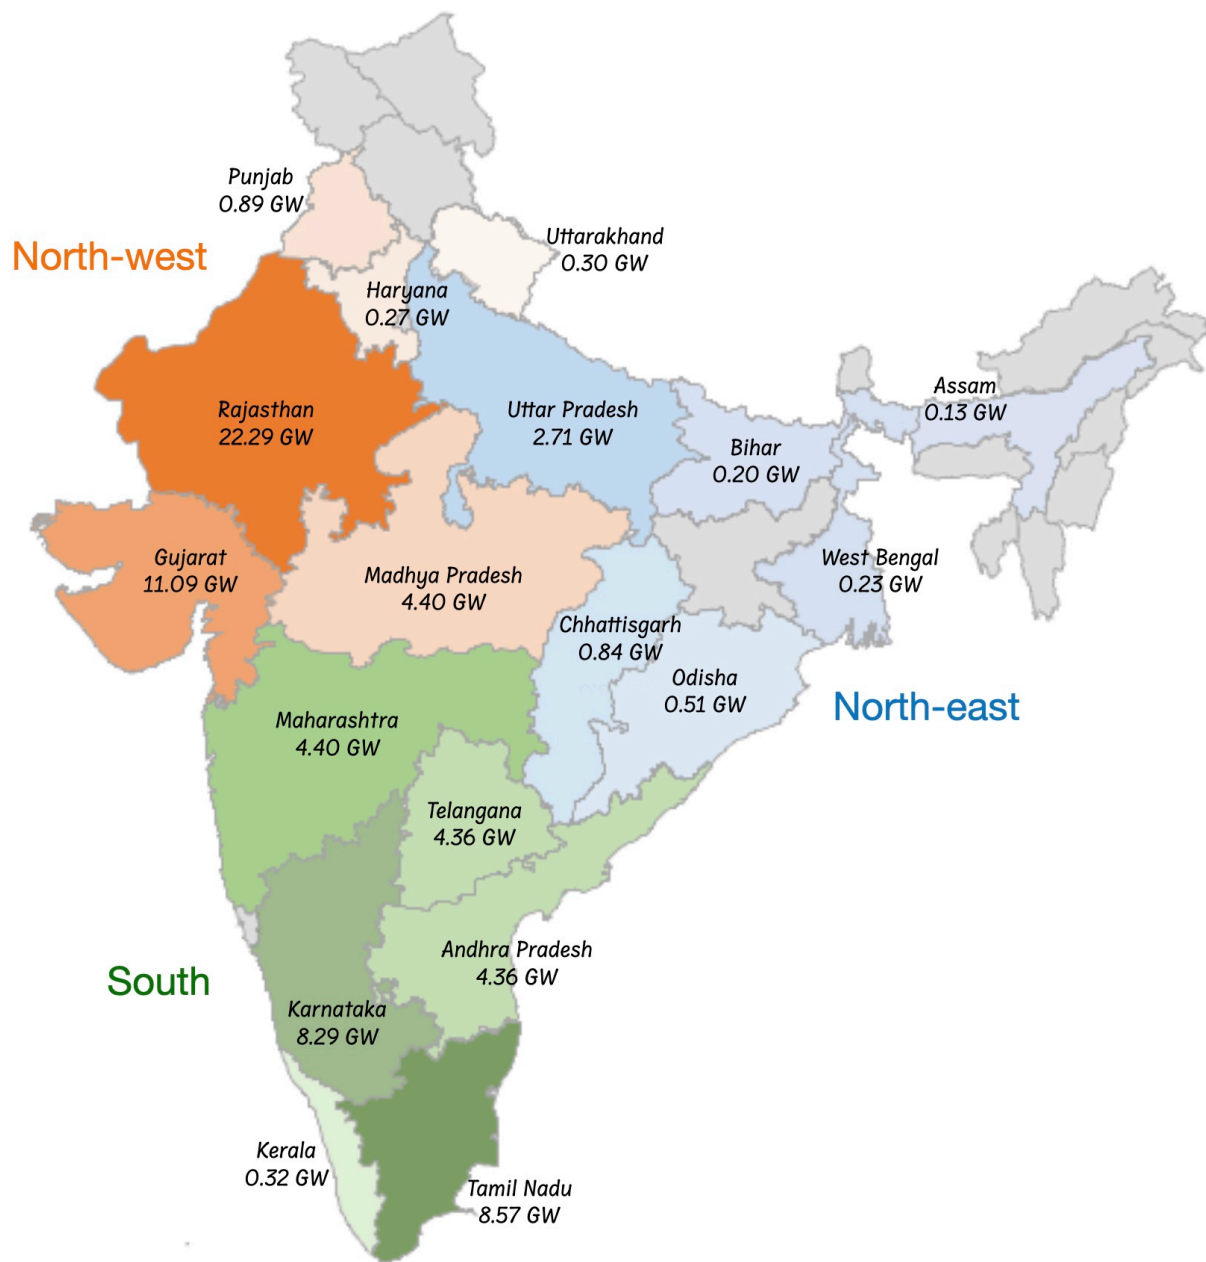 Punjab
0.89 GW
North-west
Uttarakhand
0.30 GW
Haryana
0.27 GW
Assam
0.13 GW
Rajasthan
22.29 GW
Uttar Pradesh
2.71 GW
Bihar
0.20 GW
Gujarat
11.09 GW
Madhya Pradesh
4.40 GW
West Bengal
0.23 GW
Chhattisgarh
0.84 GW
Odisha
0.51 GW
North-east
Maharashtra
4.40 GW
Telangana
4.36 GW
Andhra Pradesh
4.36 GW
South
Karnataka
8.29 GW
Kerala
0.32 GW
Tamil Nadu
8.57 GW